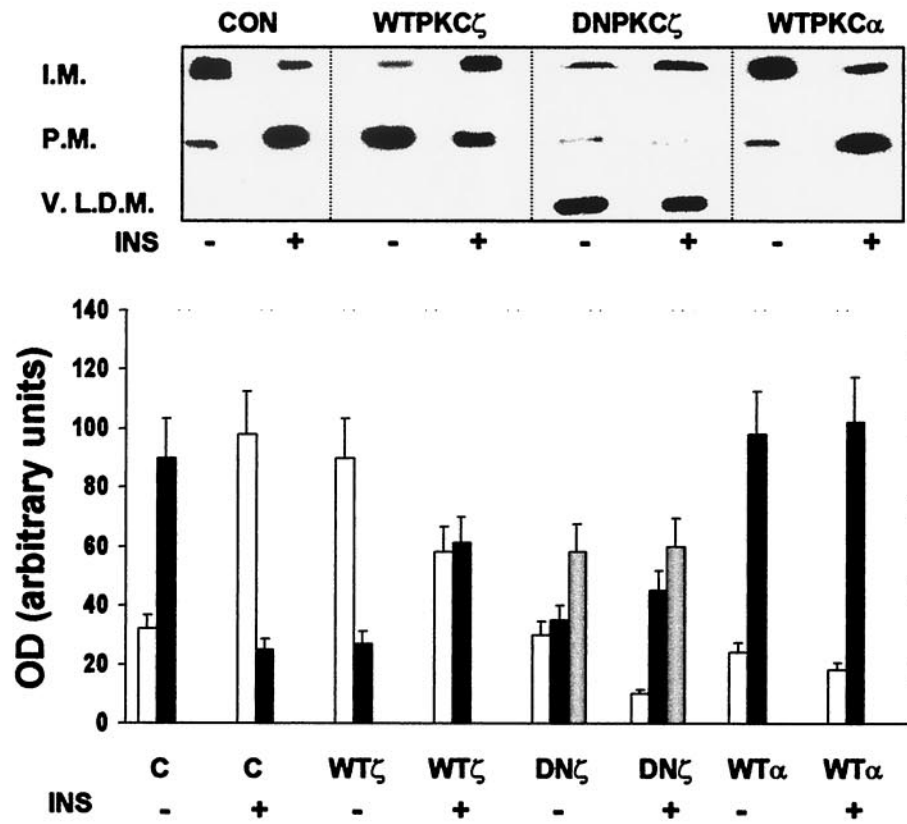 CON WTPKCζ DNPKCζ WTPKCα
I.M.
P.M.
V. L.D.M.
INS - + - + - + - +
OD (arbitrary units)
140
120
100
80
60
40
20
0
C C WTζ WTζ DNζ DNζ WTα WTα
INS - + - + - + - +